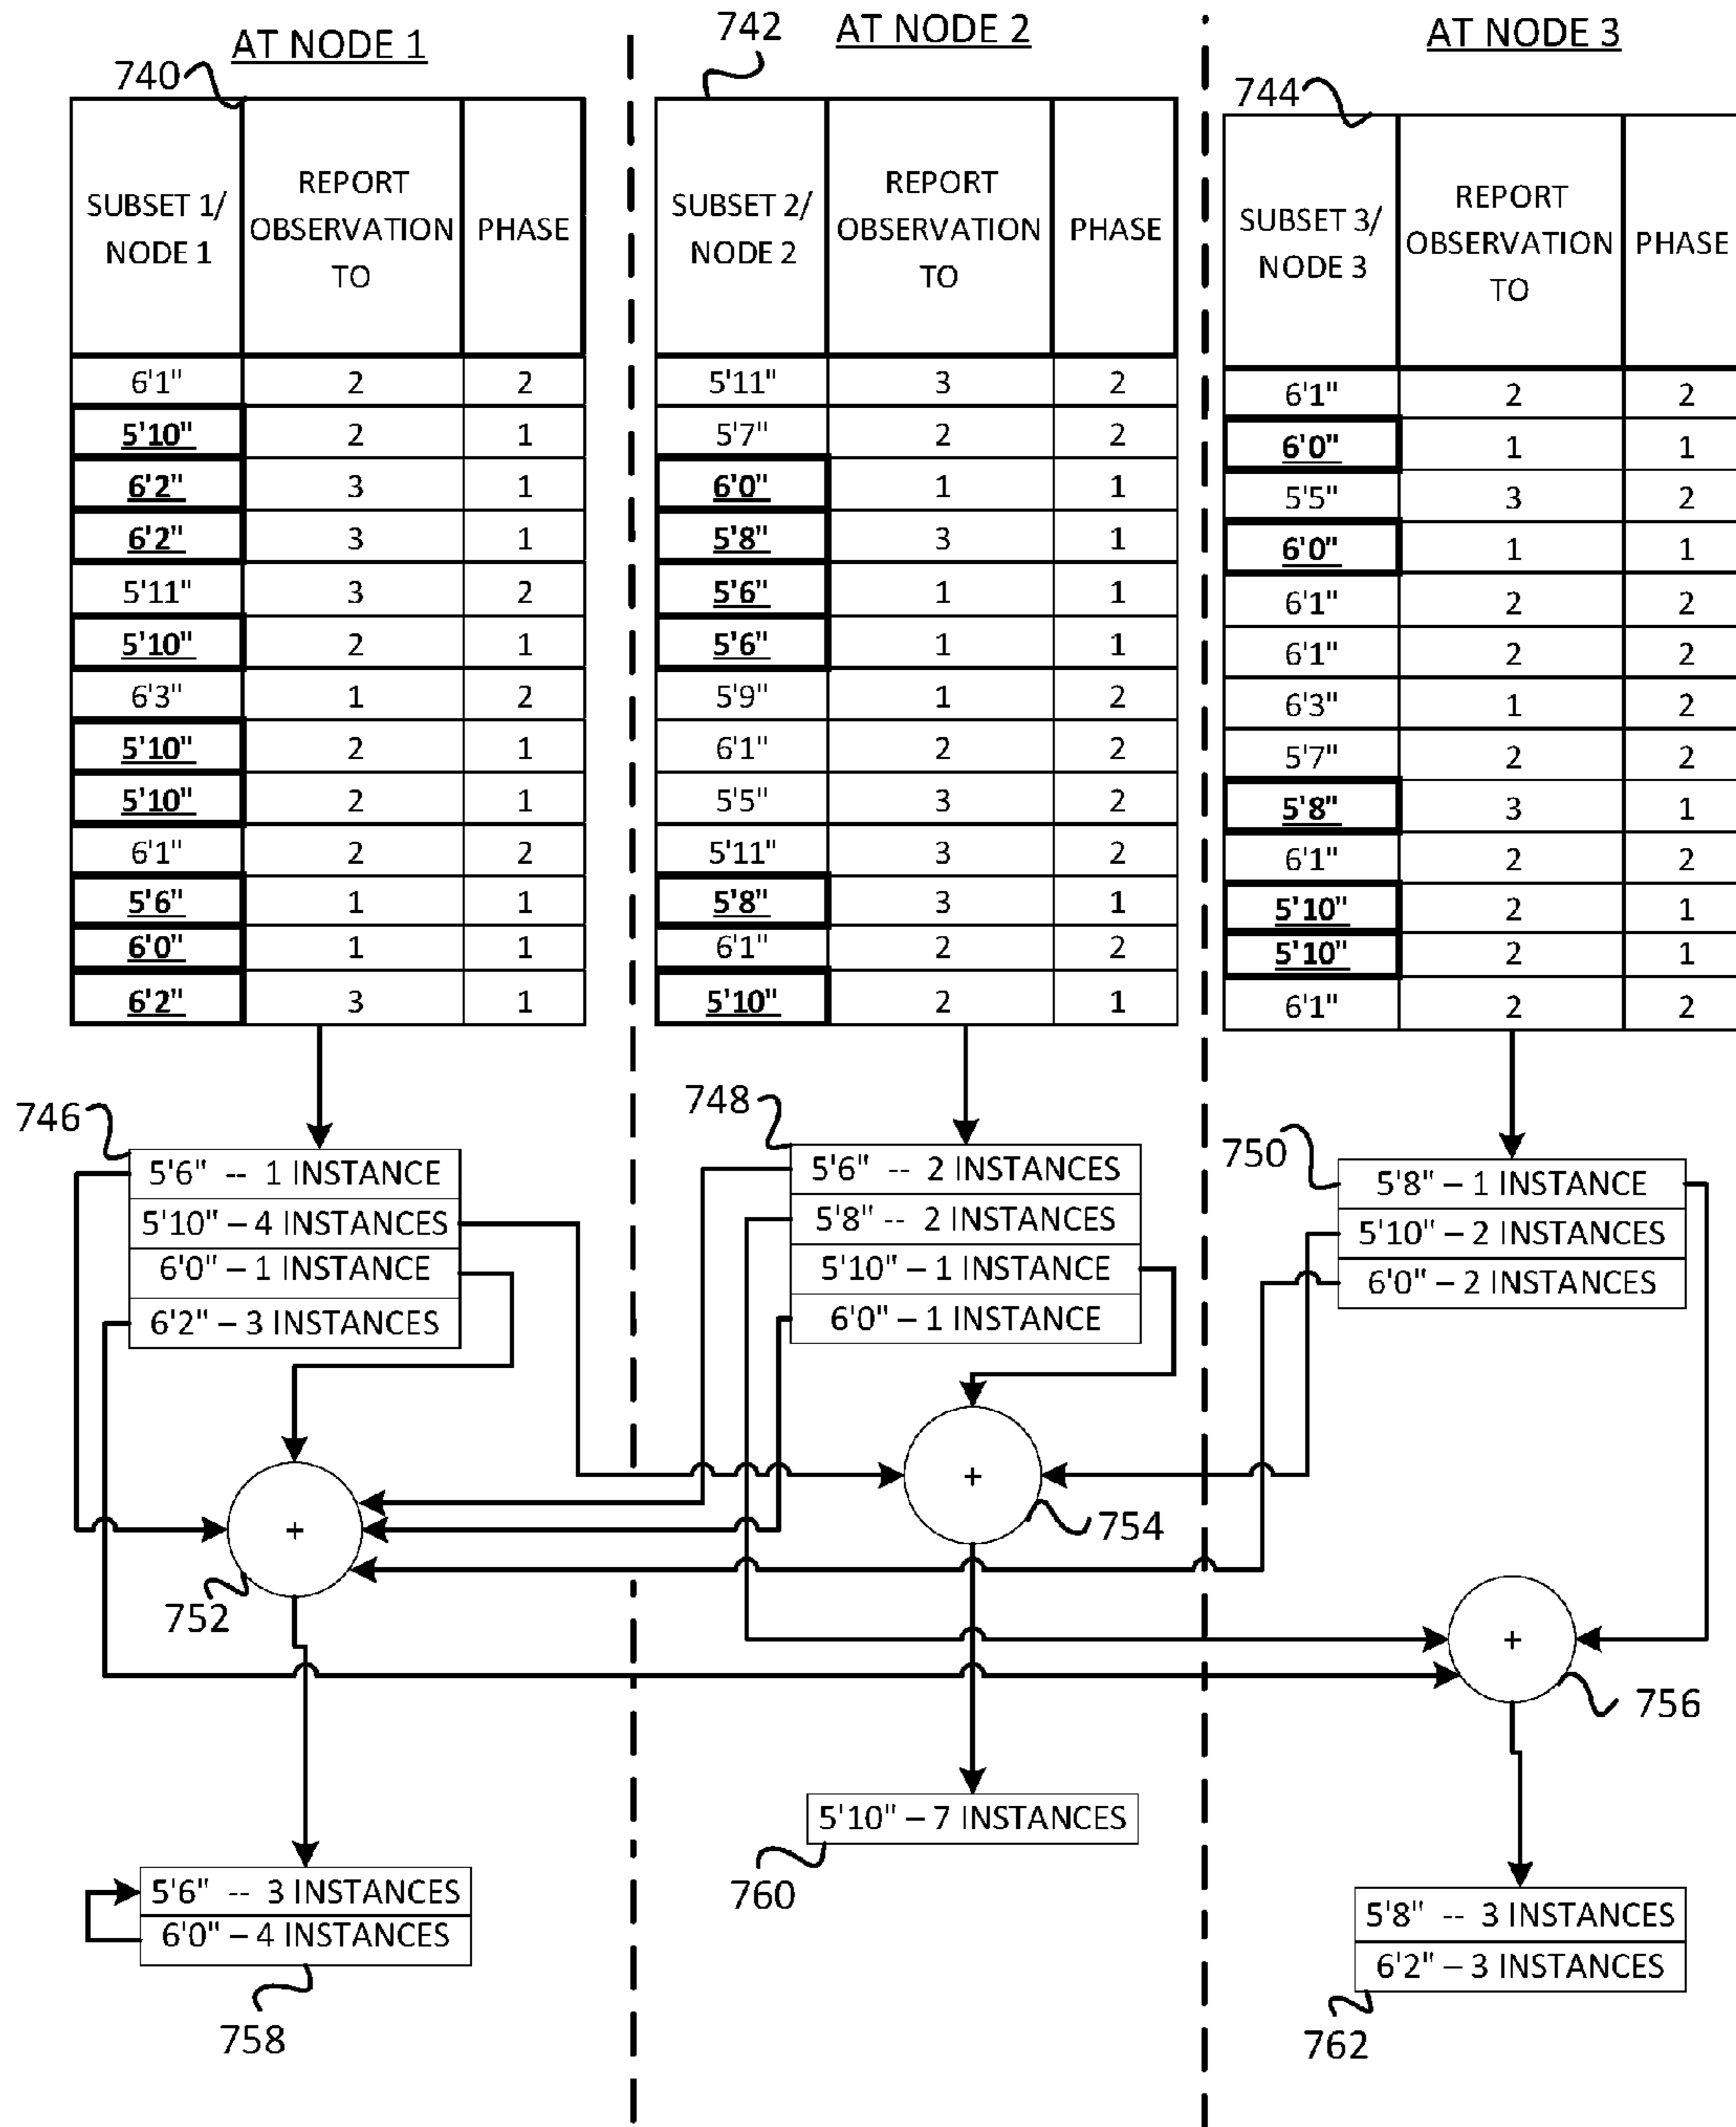 AT NODE 1
740
SUBSET 1/
NODE 1
REPORT
OBSERVATION
TO
PHASE
6'1" 2 2
5'10" 2 1
6'2" 3 1
6'2" 3 1
5'11" 3 2
5'10" 2 1
6'3" 1 2
5'10" 2 1
5'10" 2 1
6'1" 2 2
5'6" 1 1
6'0" 1 1
6'2" 3 1
746
5'6" -- 1 INSTANCE
5'10" – 4 INSTANCES
6'0" – 1 INSTANCE
6'2" – 3 INSTANCES
+
752
5'6" -- 3 INSTANCES
6'0" – 4 INSTANCES
758
AT NODE 2
742
SUBSET 2/
NODE 2
REPORT
OBSERVATION
TO
PHASE
5'11" 3 2
5'7" 2 2
6'0" 1 1
5'8" 3 1
5'6" 1 1
5'6" 1 1
5'9" 1 2
6'1" 2 2
5'5" 3 2
5'11" 3 2
5'8" 3 1
6'1" 2 2
5'10" 2 1
748
5'6" -- 2 INSTANCES
5'8" -- 2 INSTANCES
5'10" – 1 INSTANCE
6'0" – 1 INSTANCE
+
754
5'10" – 7 INSTANCES
760
AT NODE 3
744
SUBSET 3/
NODE 3
REPORT
OBSERVATION
TO
PHASE
6'1" 2 2
6'0" 1 1
5'5" 3 2
6'0" 1 1
6'1" 2 2
6'1" 2 2
6'3" 1 2
5'7" 2 2
5'8" 3 1
6'1" 2 2
5'10" 2 1
5'10" 2 1
6'1" 2 2
750
5'8" – 1 INSTANCE
5'10" – 2 INSTANCES
6'0" – 2 INSTANCES
+
756
5'8" -- 3 INSTANCES
6'2" – 3 INSTANCES
762